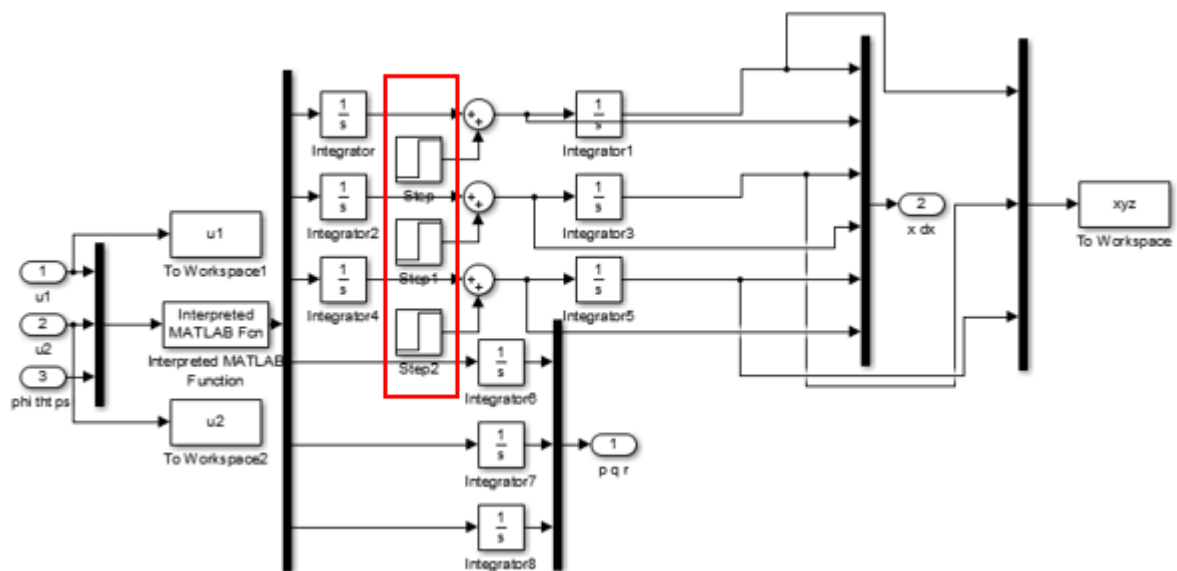 1
u1
2
u2
3
phi tht ps
u1
To Workspace1
Interpreted
MATLAB Fcn
Interpreted MATLAB
Function
u2
To Workspace2
1
s
Integrator
1
s
Integrator2
1
s
Integrator4
+
+
Step
+
+
Step1
+
+
Step2
1
s
Integrator1
1
s
Integrator3
1
s
Integrator5
1
s
Integrator6
1
s
Integrator7
1
s
Integrator8
1
p q r
2
x dx
xyz
To Workspace